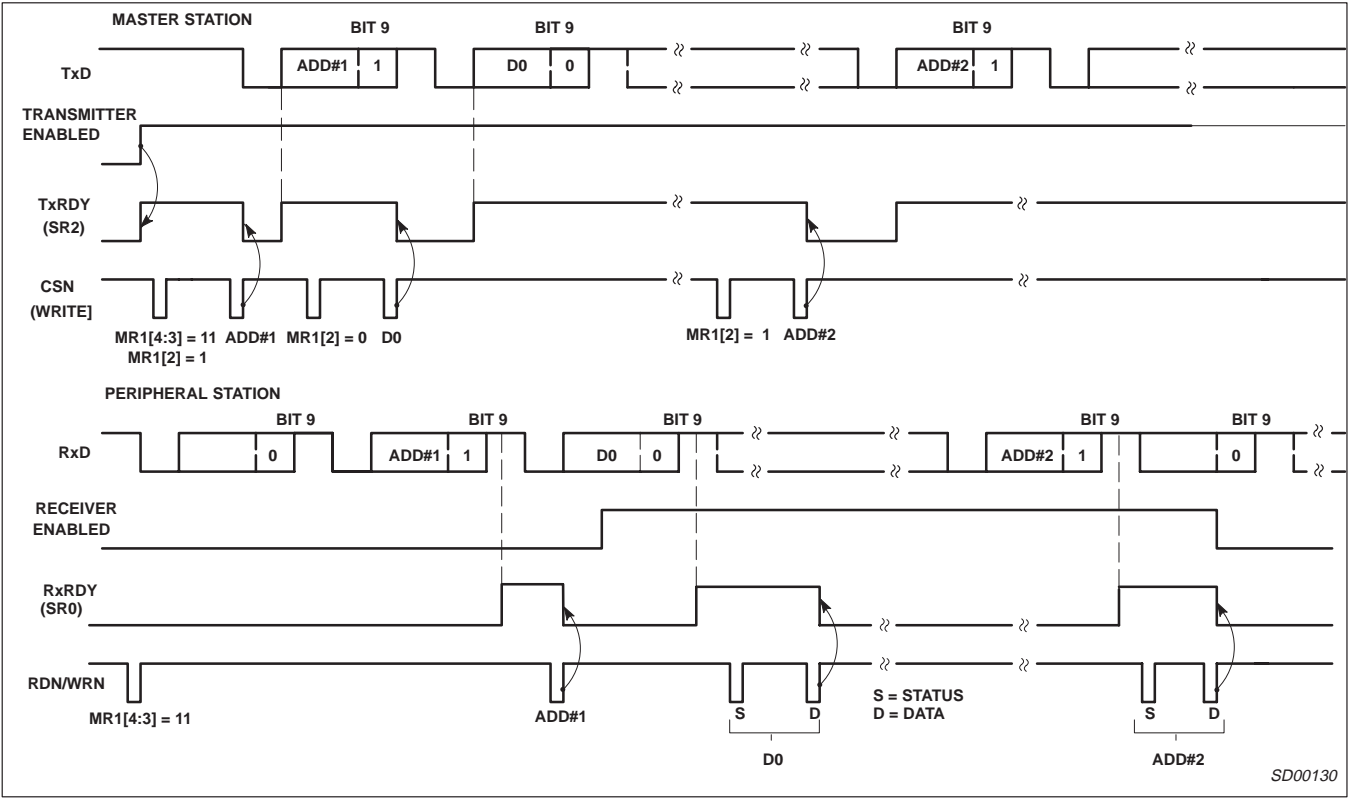 MASTER STATION
BIT 9 BIT 9 BIT 9
TxD ADD#1 1 D0 0 ADD#2 1
TRANSMITTER
ENABLED
TxRDY
(SR2)
CSN
(WRITE]
MR1[4:3] = 11 ADD#1 MR1[2] = 0 D0 MR1[2] = 1 ADD#2
MR1[2] = 1
PERIPHERAL STATION
BIT 9 BIT 9 BIT 9 BIT 9 BIT 9
RxD 0 ADD#1 1 D0 0 ADD#2 1 0
RECEIVER
ENABLED
RxRDY
(SR0)
RDN/WRN
MR1[4:3] = 11 ADD#1 S D S = STATUS S D
D = DATA
D0 ADD#2
SD00130